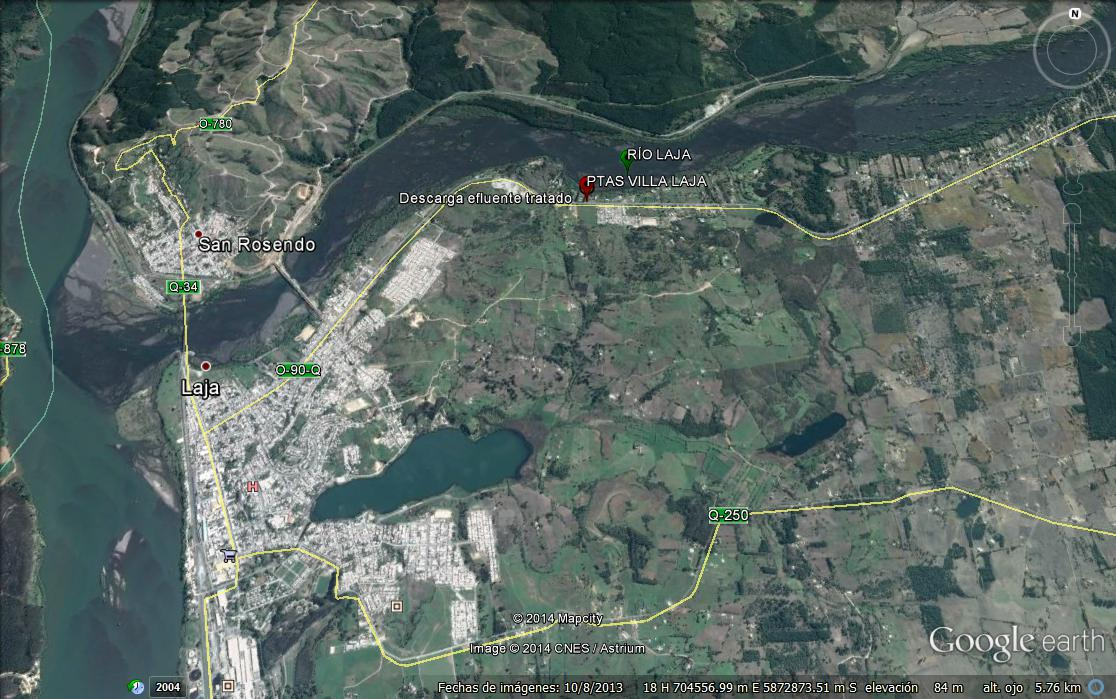 N
O-780
RÍO LAJA
PTAS VILLA LAJA
Descarga efluente tratado
San Rosendo
Q-34
-878
O-90-Q
Laja
H
Q-250
© 2014 Mapcity
Image © 2014 CNES / Astrium
Google earth
2004
Fechas de imágenes: 10/8/2013 18 H 704556.99 m E 5872873.51 m S elevación 84 m alt. ojo 5.76 km